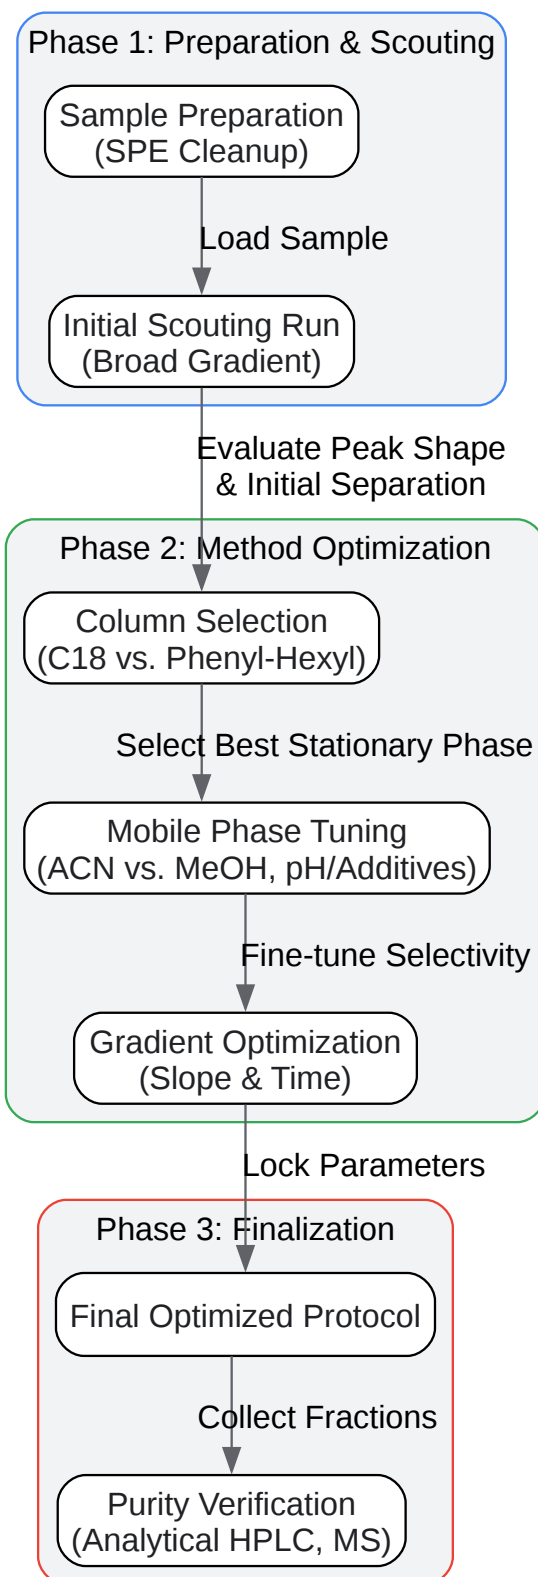 Phase 1: Preparation & Scouting
Sample Preparation
(SPE Cleanup)
Load Sample
Initial Scouting Run
(Broad Gradient)
Evaluate Peak Shape
& Initial Separation
Phase 2: Method Optimization
Column Selection
(C18 vs. Phenyl-Hexyl)
Select Best Stationary Phase
Mobile Phase Tuning
(ACN vs. MeOH, pH/Additives)
Fine-tune Selectivity
Gradient Optimization
(Slope & Time)
Lock Parameters
Phase 3: Finalization
Final Optimized Protocol
Collect Fractions
Purity Verification
(Analytical HPLC, MS)